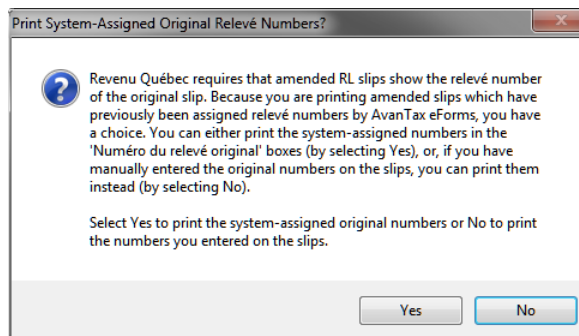 Print System-Assigned Original Relevé Numbers?
Revenu Québec requires that amended RL slips show the relevé number
of the original slip. Because you are printing amended slips which have
previously been assigned relevé numbers by AvanTax eForms, you have
a choice. You can either print the system-assigned numbers in the
'Numéro du relevé original' boxes (by selecting Yes), or, if you have
manually entered the original numbers on the slips, you can print them
instead (by selecting No).
Select Yes to print the system-assigned original numbers or No to print
the numbers you entered on the slips.
Yes No